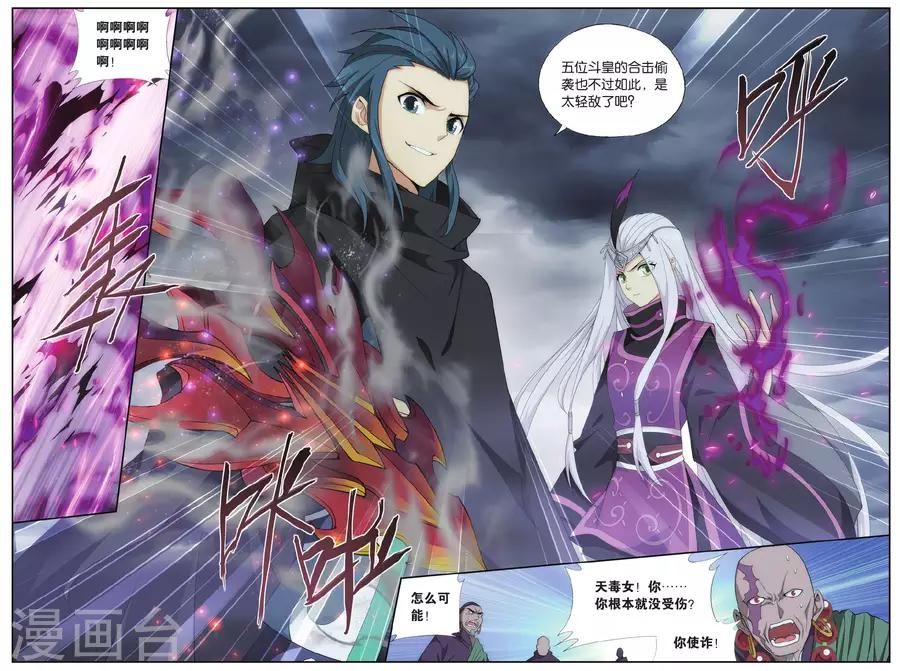 啊啊啊啊
啊啊啊啊
啊！
轰
五位斗皇的合击偷
袭也不过如此，是
太轻敌了吧？
呼
咔
啦
怎么可
能！
天毒女！你……
你根本就没受伤？
你使诈！
漫画台